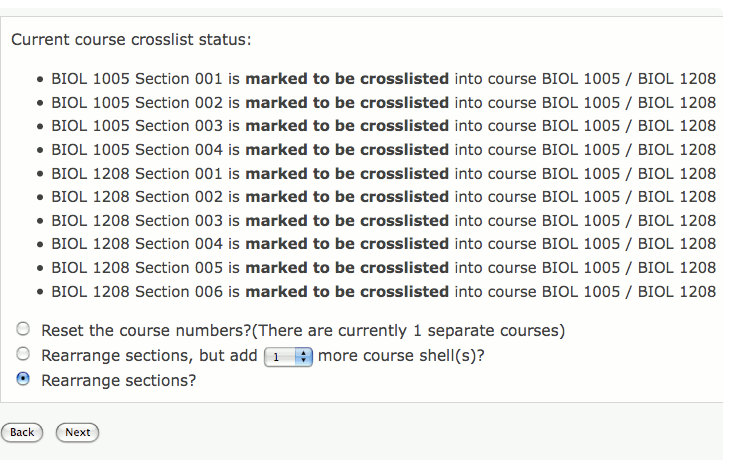 Current course crosslist status:
BIOL 1005 Section 001 is marked to be crosslisted into course BIOL 1005 / BIOL 1208
BIOL 1005 Section 002 is marked to be crosslisted into course BIOL 1005 / BIOL 1208
BIOL 1005 Section 003 is marked to be crosslisted into course BIOL 1005 / BIOL 1208
BIOL 1005 Section 004 is marked to be crosslisted into course BIOL 1005 / BIOL 1208
BIOL 1208 Section 001 is marked to be crosslisted into course BIOL 1005 / BIOL 1208
BIOL 1208 Section 002 is marked to be crosslisted into course BIOL 1005 / BIOL 1208
BIOL 1208 Section 003 is marked to be crosslisted into course BIOL 1005 / BIOL 1208
BIOL 1208 Section 004 is marked to be crosslisted into course BIOL 1005 / BIOL 1208
BIOL 1208 Section 005 is marked to be crosslisted into course BIOL 1005 / BIOL 1208
BIOL 1208 Section 006 is marked to be crosslisted into course BIOL 1005 / BIOL 1208
Reset the course numbers?(There are currently 1 separate courses)
Rearrange sections, but add 1 more course shell(s)?
Rearrange sections?
Back Next